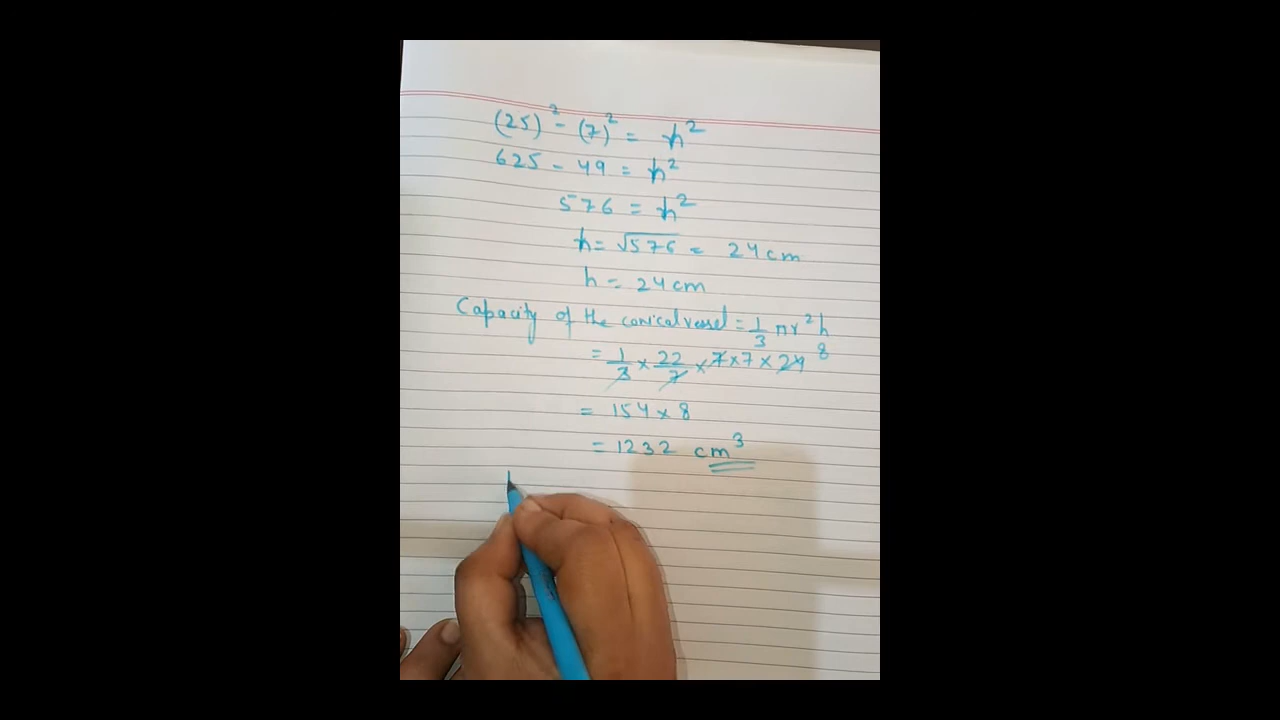 (25)² - (7)² = h²
625 - 49 = h²
576 = h²
h = √576 = 24 cm
h = 24 cm
Capacity of the conical vessel = 1/3 πr²h
= 1/3 × 22/7 × 7 × 7 × 24 8
= 154 × 8
= 1232 cm³